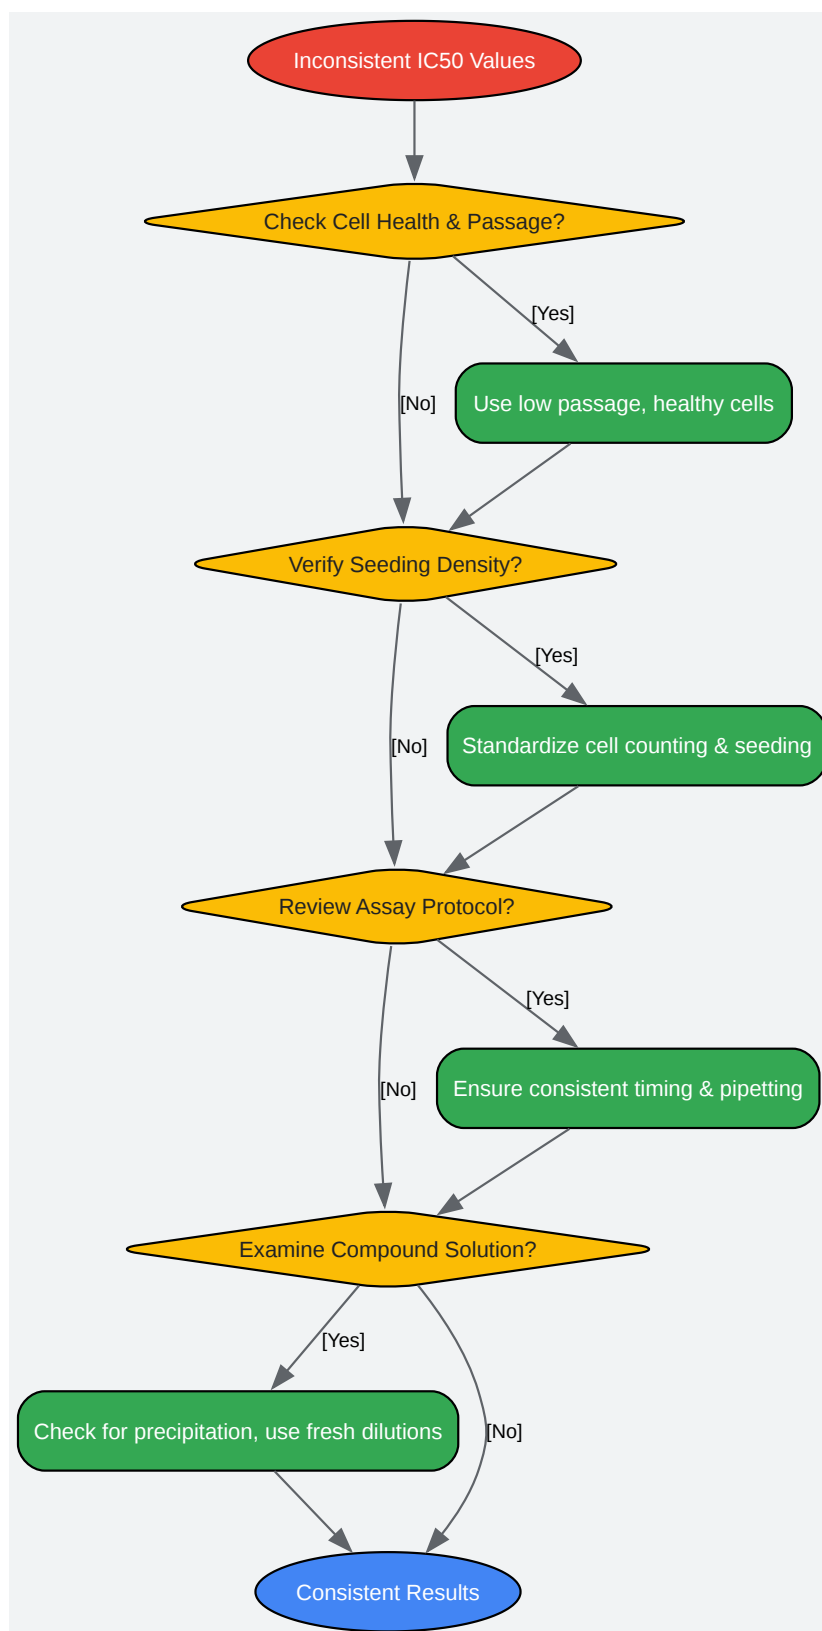 Inconsistent IC50 Values
Check Cell Health & Passage?
[Yes]
[No]
Use low passage, healthy cells
Verify Seeding Density?
[Yes]
[No]
Standardize cell counting & seeding
Review Assay Protocol?
[Yes]
[No]
Ensure consistent timing & pipetting
Examine Compound Solution?
[Yes]
Check for precipitation, use fresh dilutions
[No]
Consistent Results